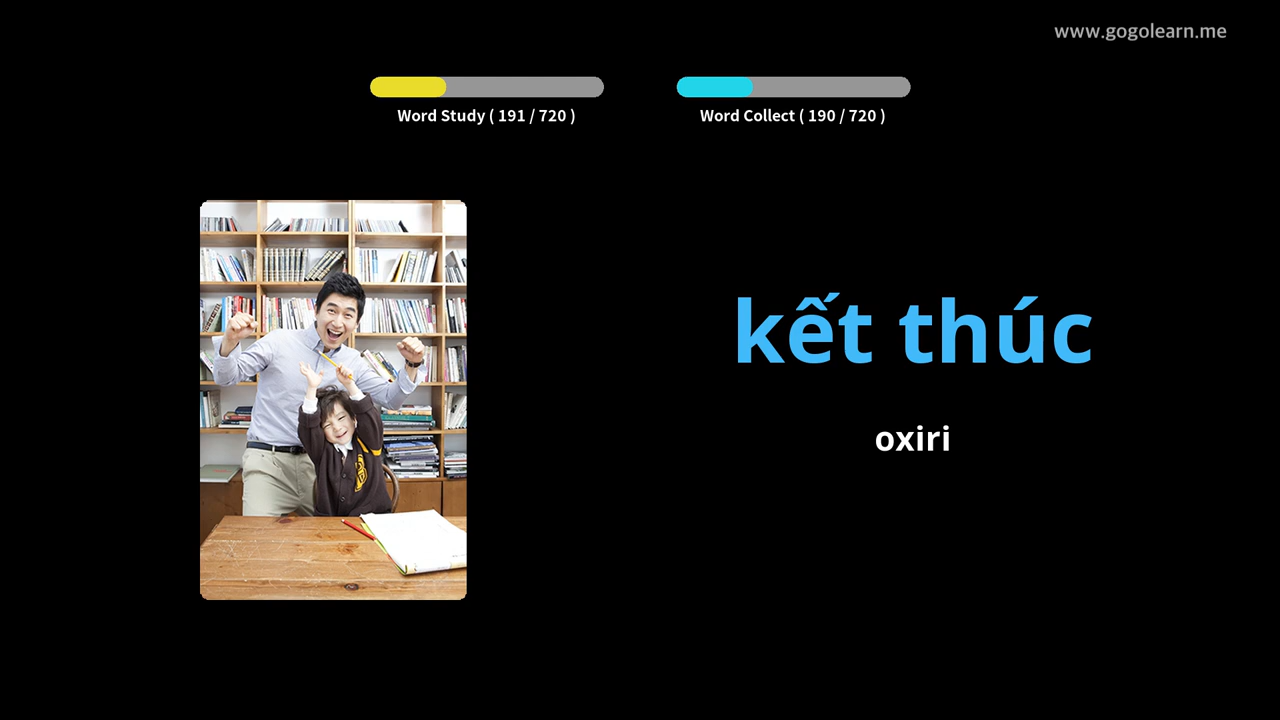 www.gogolearn.me
Word Study ( 191 / 720 )
Word Collect ( 190 / 720 )
kết thúc
oxiri